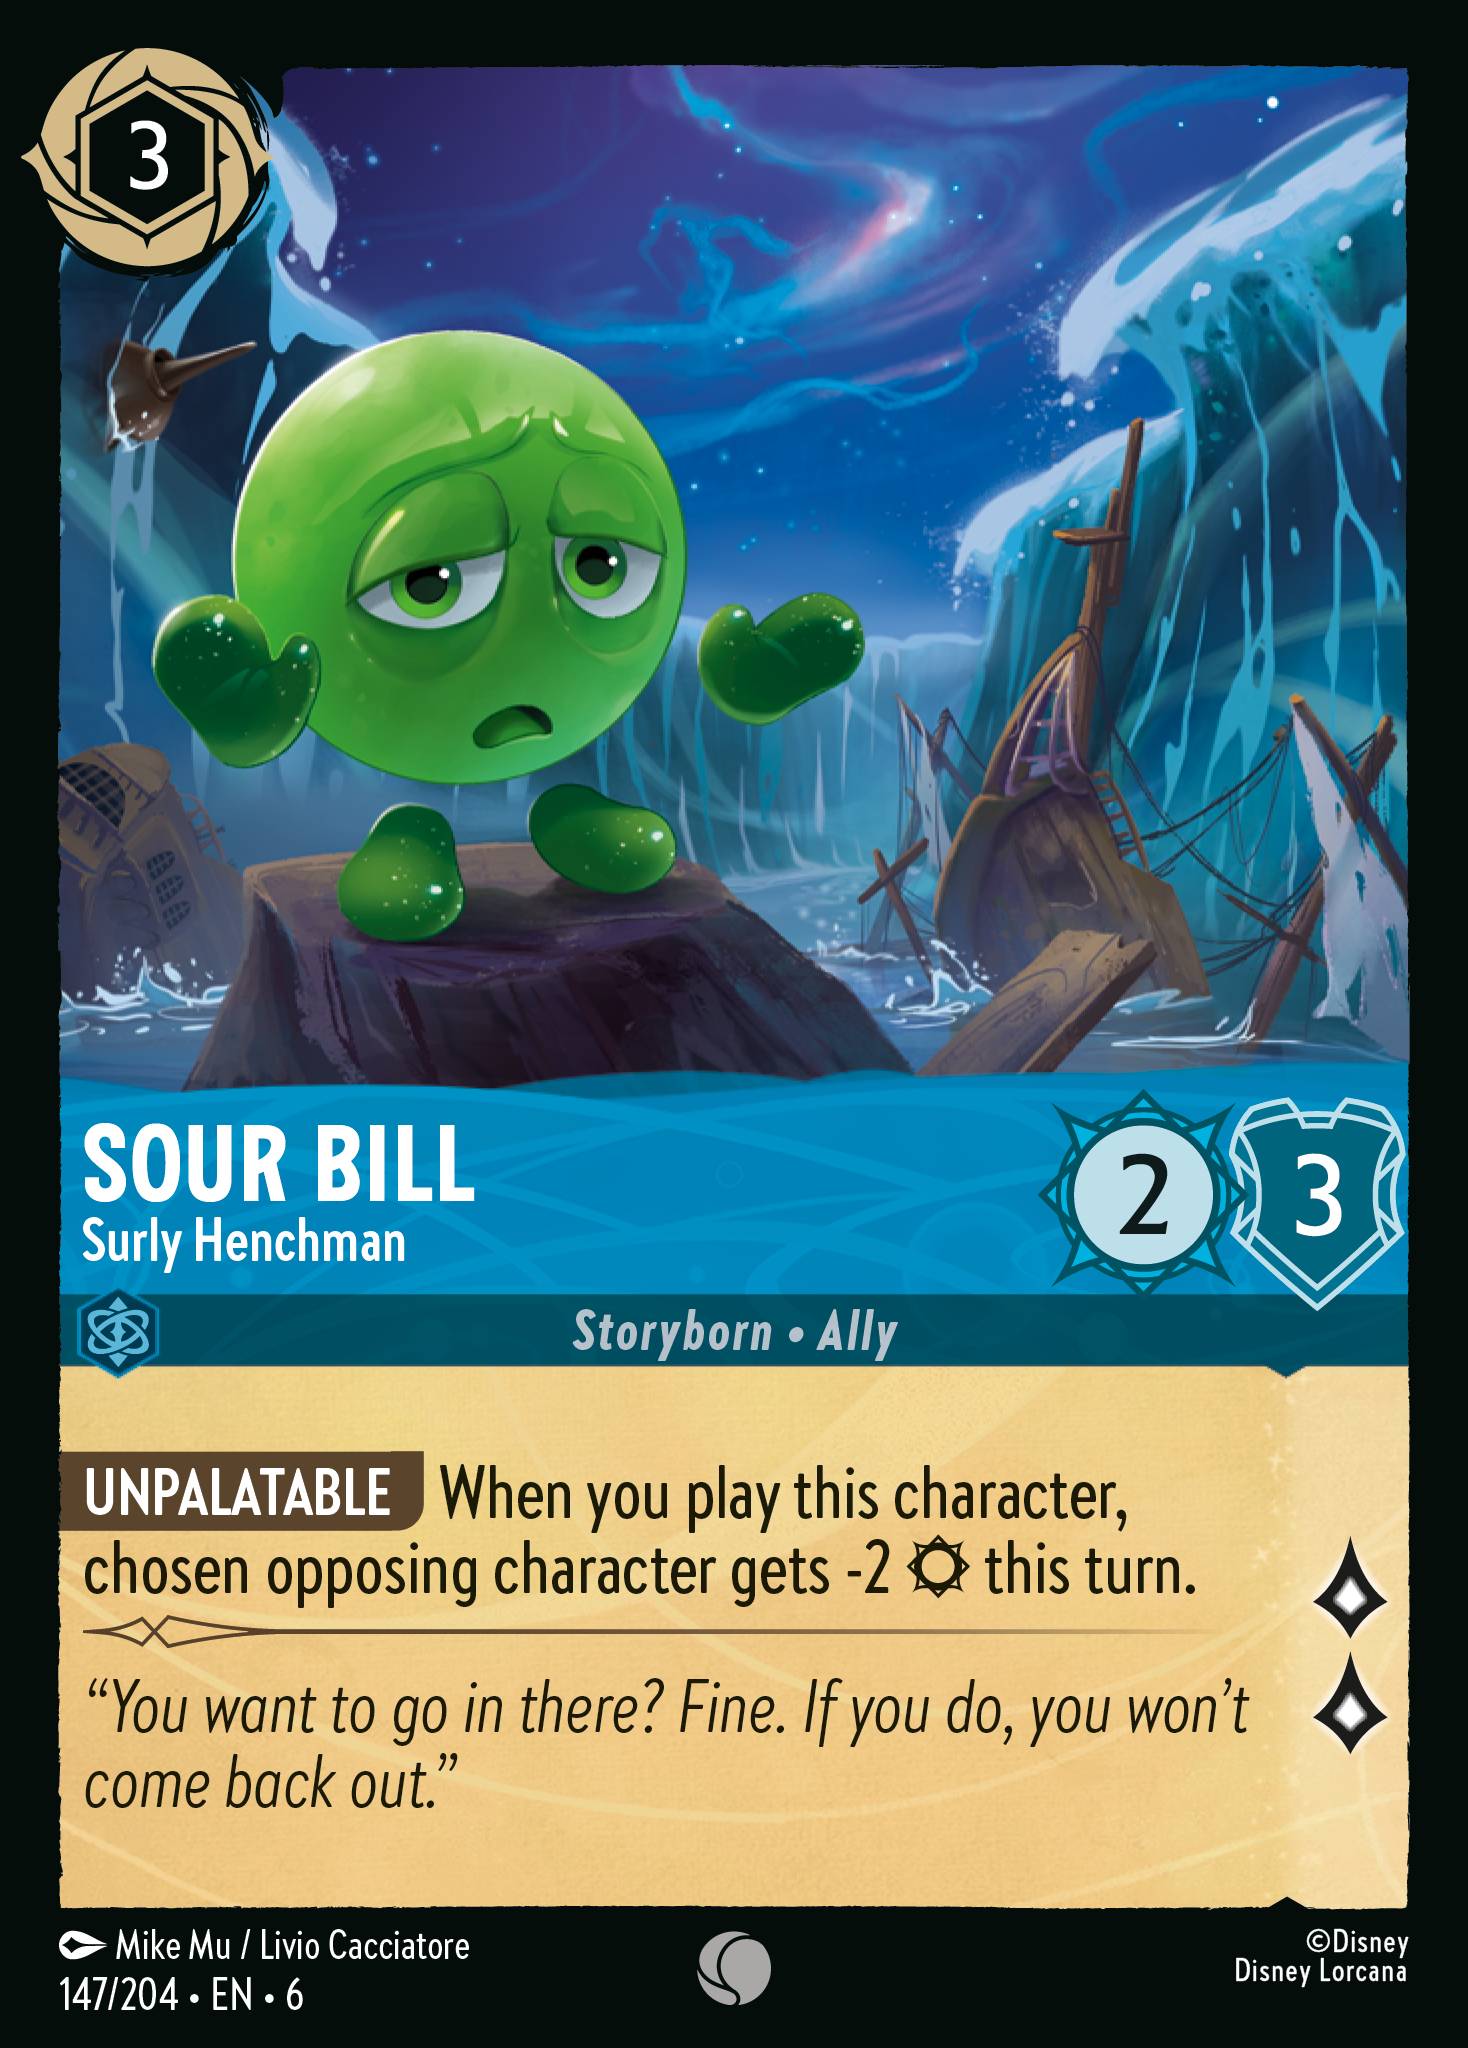 3
SOUR BILL
Surly Henchman
2 3
Storyborn • Ally
UNPALATABLE When you play this character,
chosen opposing character gets -2 this turn.
“You want to go in there? Fine. If you do, you won’t
come back out.”
Mike Mu / Livio Cacciatore
147/204 • EN • 6
©Disney
Disney Lorcana